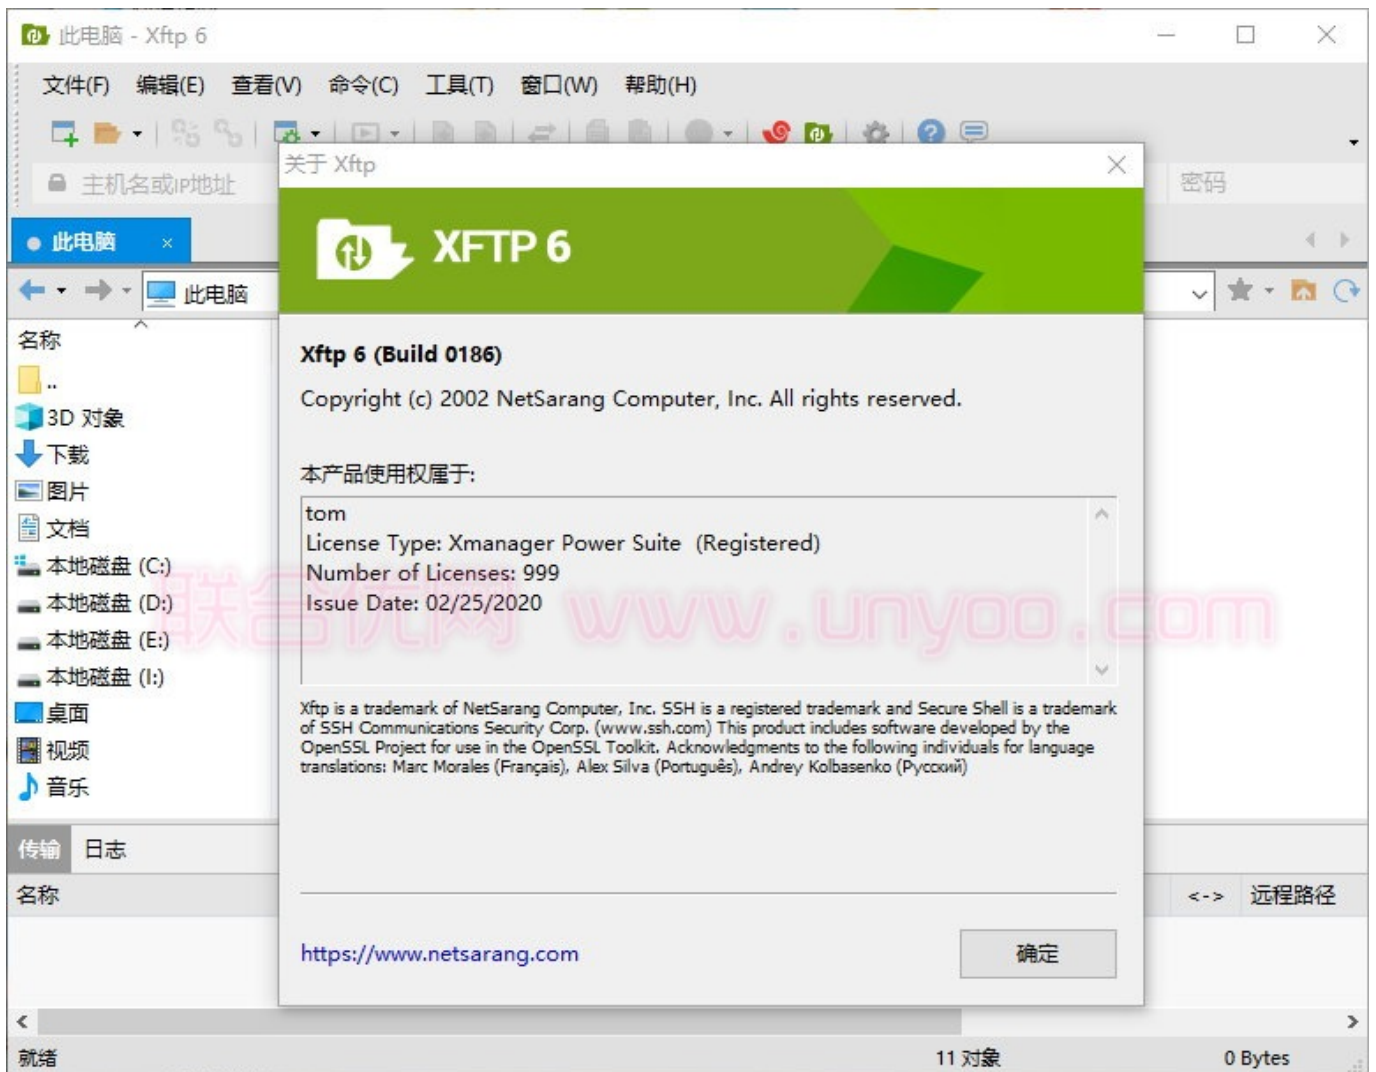 此电脑 - Xftp 6
文件(F) 编辑(E) 查看(V) 命令(C) 工具(T) 窗口(W) 帮助(H)
主机名或IP地址
密码
此电脑
此电脑
名称
..
3D 对象
下载
图片
文档
本地磁盘 (C:)
本地磁盘 (D:)
本地磁盘 (E:)
本地磁盘 (I:)
桌面
视频
音乐
关于 Xftp
XFTP 6
Xftp 6 (Build 0186)
Copyright (c) 2002 NetSarang Computer, Inc. All rights reserved.
本产品使用权属于:
tom
License Type: Xmanager Power Suite (Registered)
Number of Licenses: 999
Issue Date: 02/25/2020
联合优网 www.unyoo.com
Xftp is a trademark of NetSarang Computer, Inc. SSH is a registered trademark and Secure Shell is a trademark
of SSH Communications Security Corp. (www.ssh.com) This product includes software developed by the
OpenSSL Project for use in the OpenSSL Toolkit. Acknowledgments to the following individuals for language
translations: Marc Morales (Français), Alex Silva (Português), Andrey Kolbasenko (Русский)
https://www.netsarang.com
确定
传输 日志
名称
<-> 远程路径
就绪
11 对象
0 Bytes